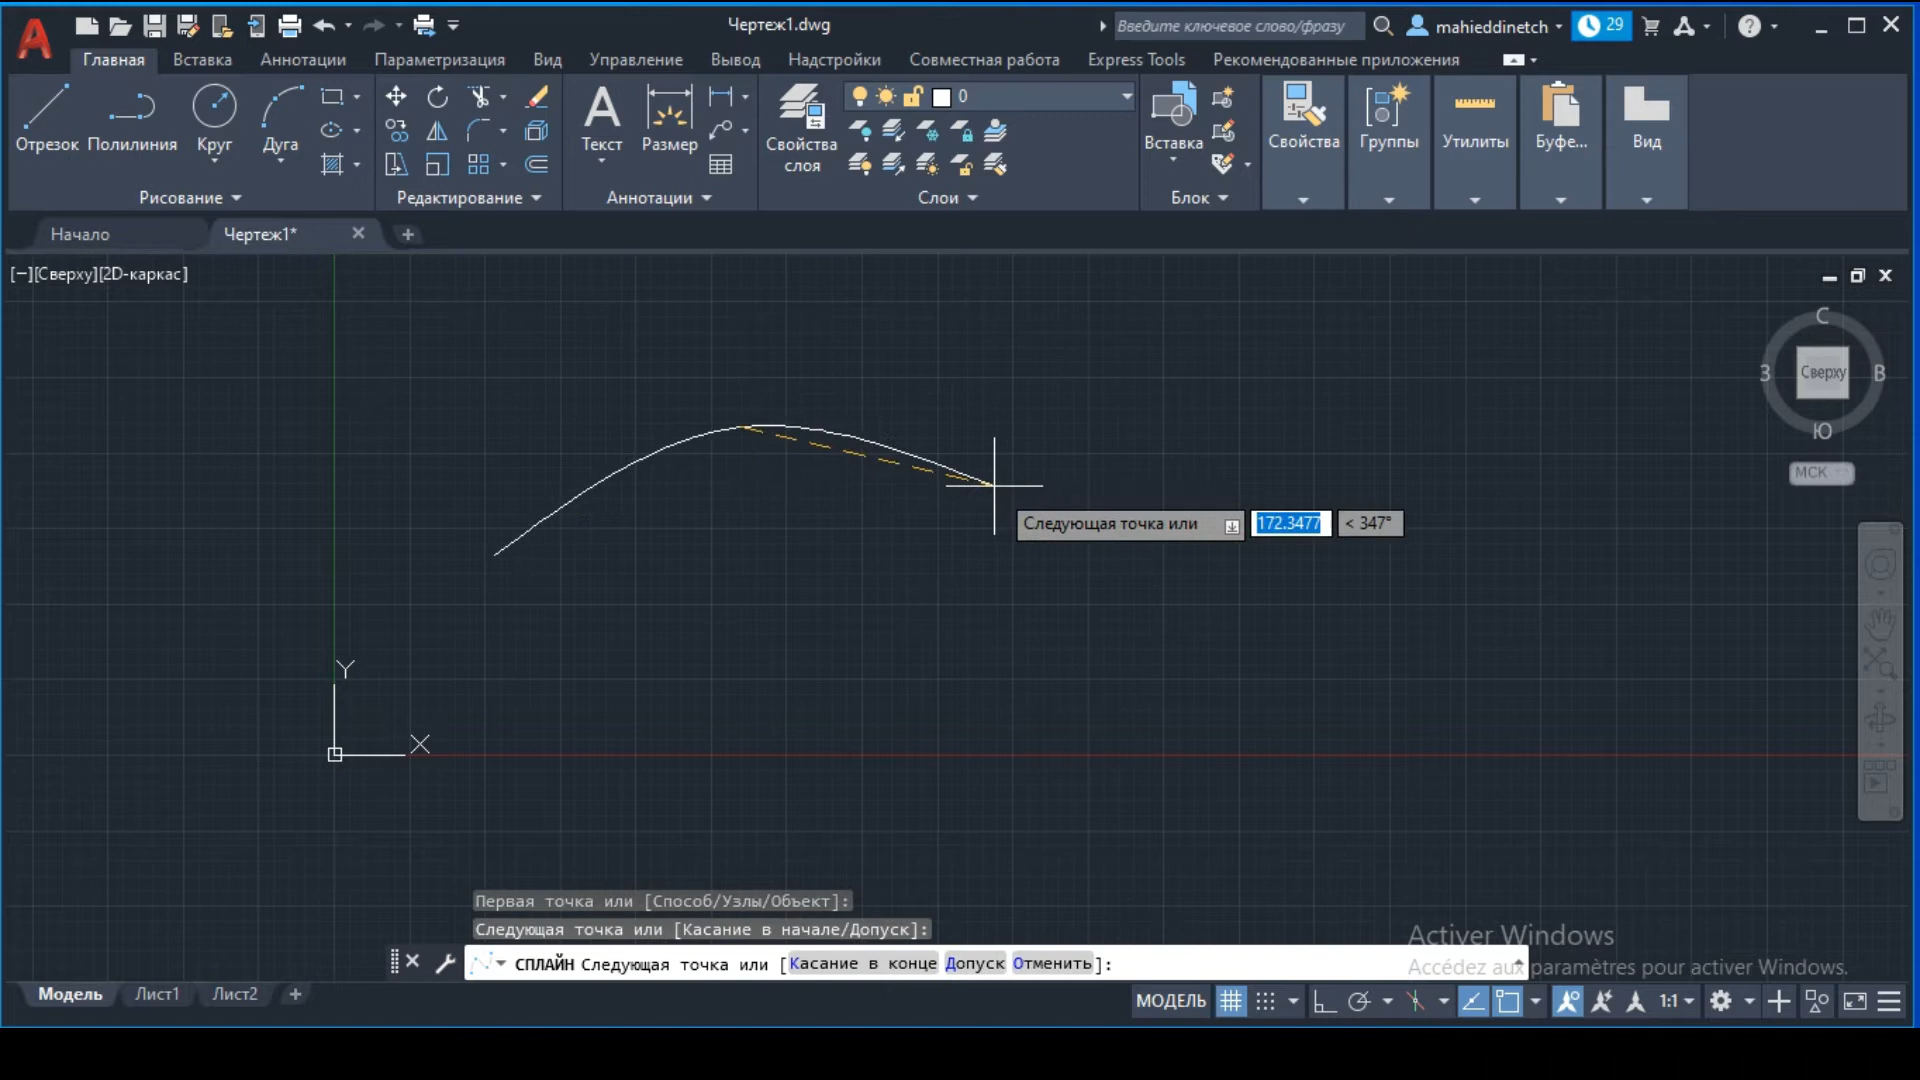 Чертеж1.dwg
Введите ключевое слово/фразу
mahieddinetch
29
Главная Вставка Аннотации Параметризация Вид Управление Вывод Надстройки Совместная работа Express Tools Рекомендованные приложения
0
Отрезок Полилиния Круг Дуга
Текст Размер
Свойства слоя
Вставка
Свойства Группы Утилиты Буфе... Вид
Рисование Редактирование Аннотации Слои Блок
Начало Чертеж1*
[−][Сверху][2D-каркас]
С
З Сверху В
Ю
МСК
Следующая точка или 172.3477 < 347°
Y
X
Первая точка или [Способ/Узлы/Объект]:
Следующая точка или [Касание в начале/Допуск]:
СПЛАЙН Следующая точка или [Касание в конце Допуск Отменить]:
Activer Windows
Accédez aux paramètres pour activer Windows.
Модель Лист1 Лист2
МОДЕЛЬ 1:1